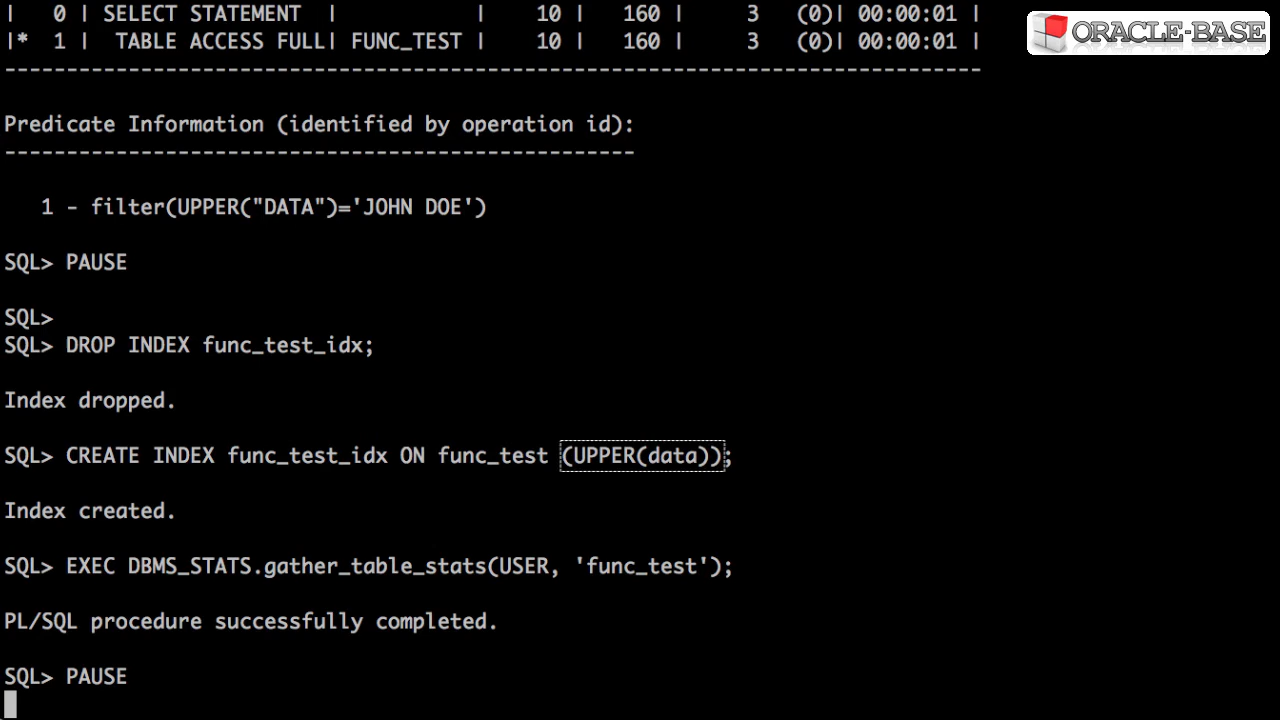 |   0 | SELECT STATEMENT  |           |    10 |   160 |     3   (0)| 00:00:01 |
|*  1 |  TABLE ACCESS FULL| FUNC_TEST |    10 |   160 |     3   (0)| 00:00:01 |
-------------------------------------------------------------------------------
Predicate Information (identified by operation id):
---------------------------------------------------
   1 - filter(UPPER("DATA")='JOHN DOE')
SQL> PAUSE
SQL>
SQL> DROP INDEX func_test_idx;
Index dropped.
SQL> CREATE INDEX func_test_idx ON func_test (UPPER(data));
Index created.
SQL> EXEC DBMS_STATS.gather_table_stats(USER, 'func_test');
PL/SQL procedure successfully completed.
SQL> PAUSE
ORACLE-BASE